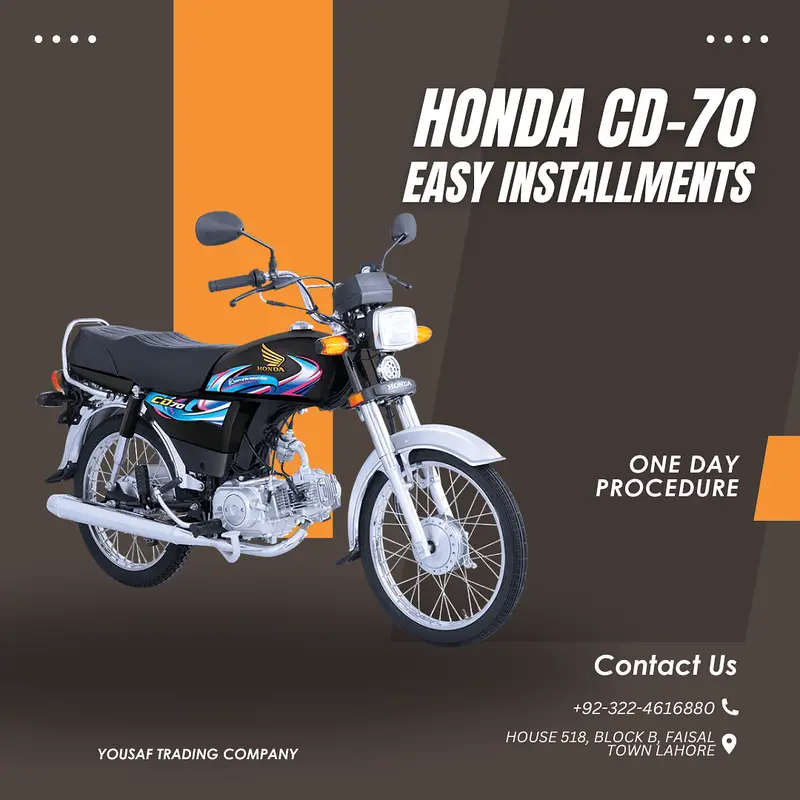 HONDA CD-70
EASY INSTALLMENTS
HONDA
CD70
HONDA
ONE DAY
PROCEDURE
Contact Us
+92-322-4616880
HOUSE 518, BLOCK B, FAISAL
TOWN LAHORE
YOUSAF TRADING COMPANY